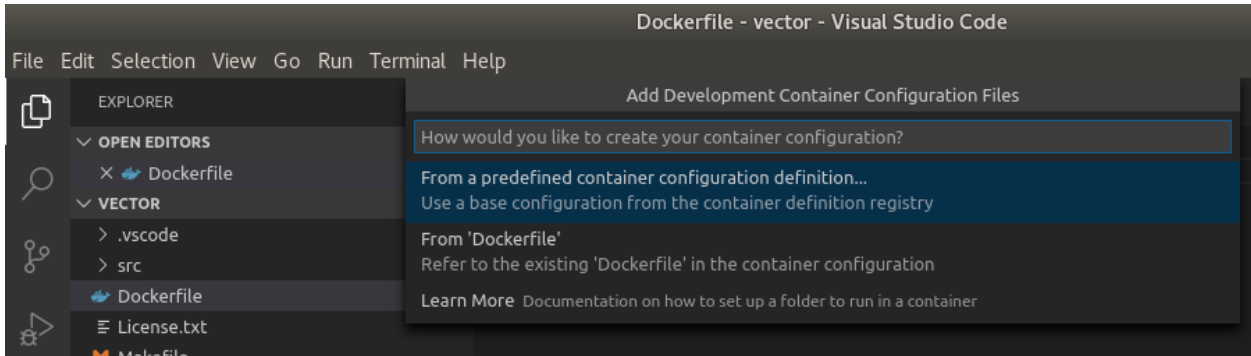 Dockerfile - vector - Visual Studio Code
File Edit Selection View Go Run Terminal Help
EXPLORER
OPEN EDITORS
Dockerfile
VECTOR
.vscode
src
Dockerfile
License.txt
Makefile
Add Development Container Configuration Files
How would you like to create your container configuration?
From a predefined container configuration definition...
Use a base configuration from the container definition registry
From 'Dockerfile'
Refer to the existing 'Dockerfile' in the container configuration
Learn More Documentation on how to set up a folder to run in a container